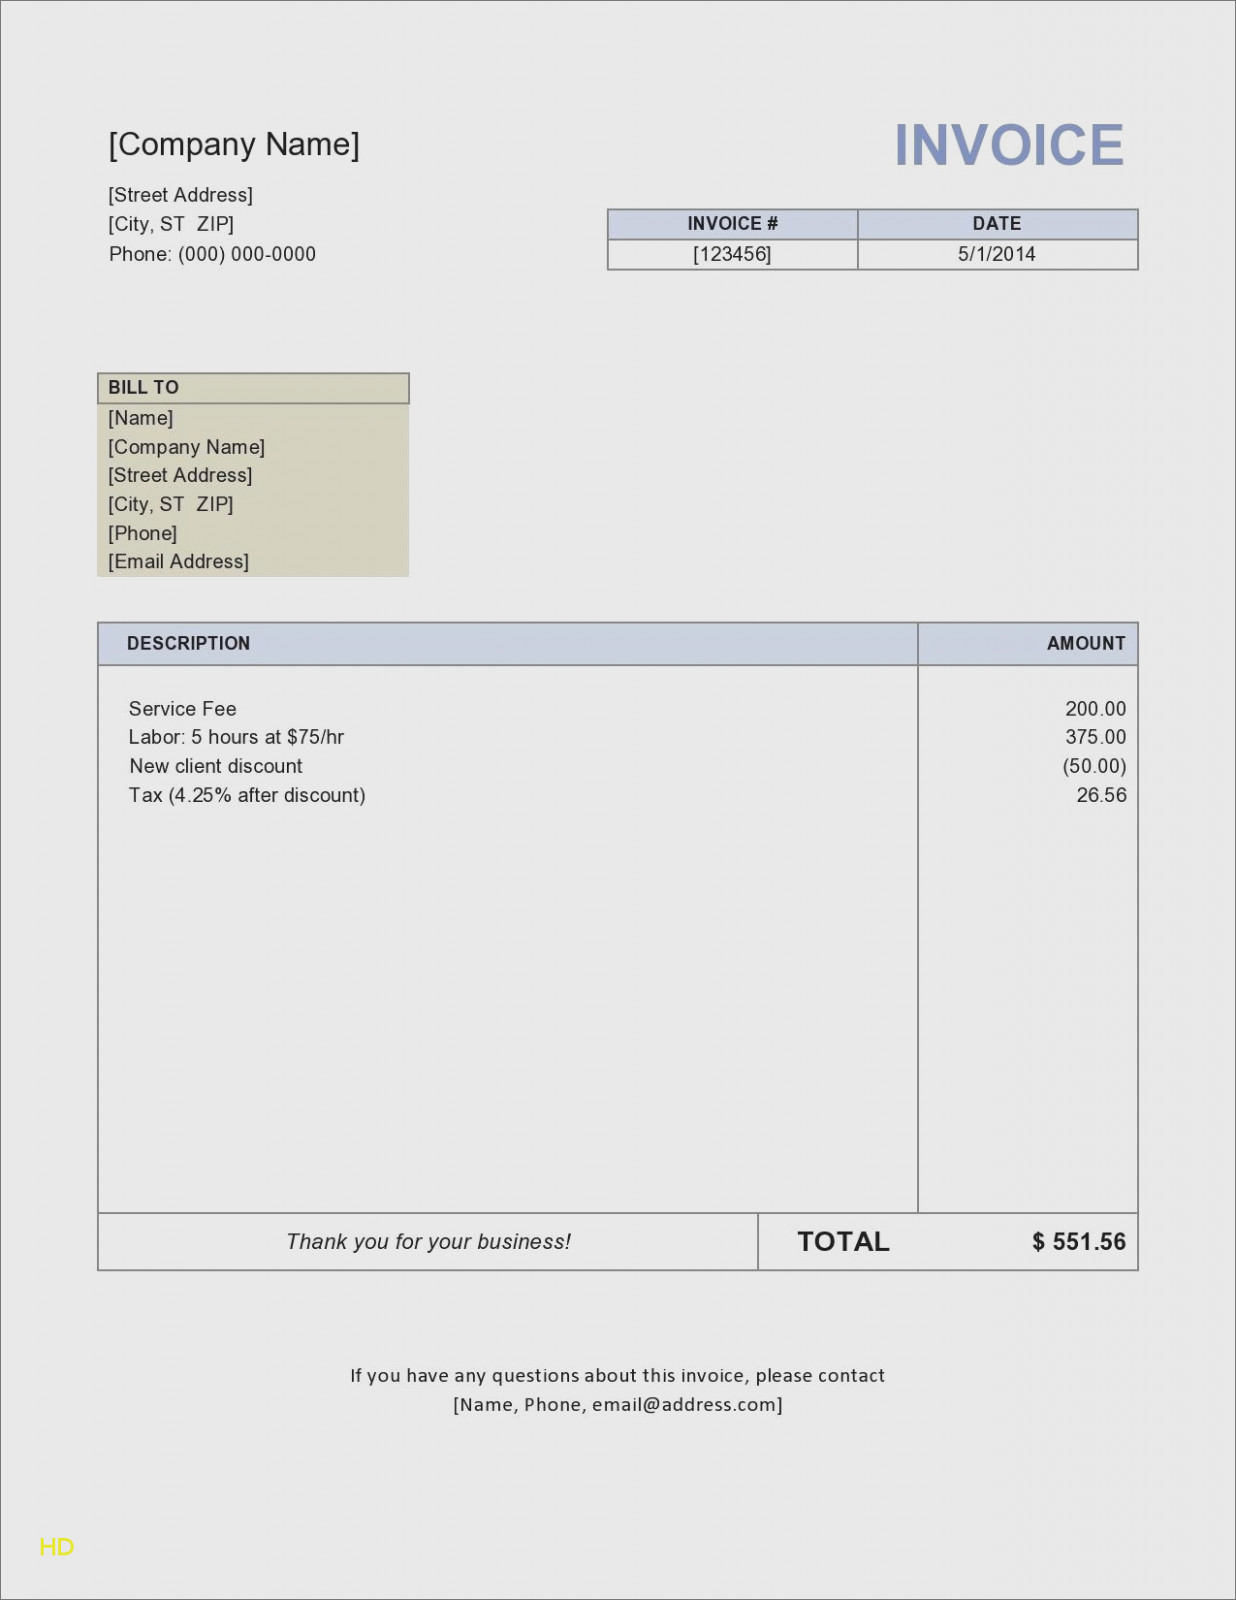 [Company Name]
INVOICE
[Street Address]
[City, ST  ZIP]
Phone: (000) 000-0000
INVOICE # DATE
[123456] 5/1/2014
BILL TO
[Name]
[Company Name]
[Street Address]
[City, ST  ZIP]
[Phone]
[Email Address]
DESCRIPTION AMOUNT
Service Fee 200.00
Labor: 5 hours at $75/hr 375.00
New client discount (50.00)
Tax (4.25% after discount) 26.56
Thank you for your business! TOTAL $ 551.56
If you have any questions about this invoice, please contact
[Name, Phone, email@address.com]
HD